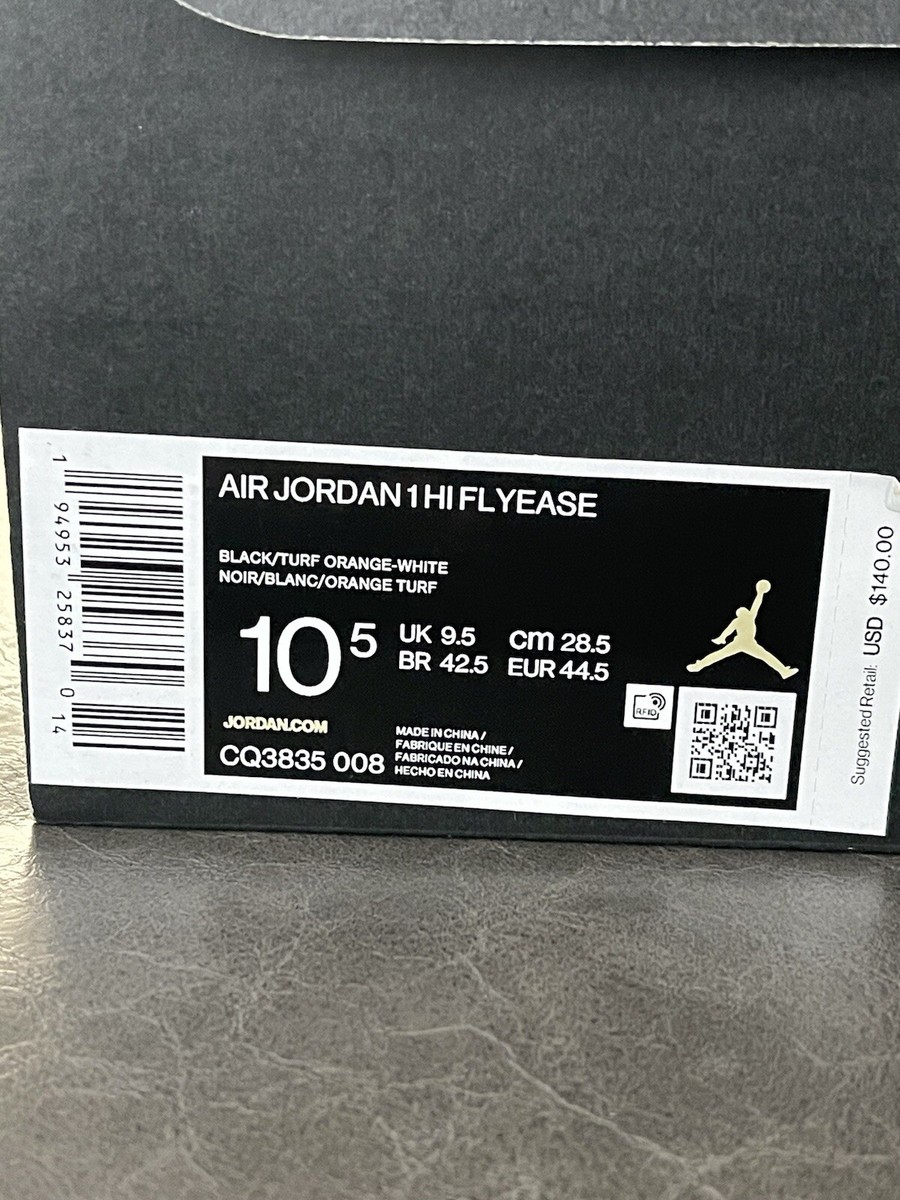 AIR JORDAN 1 HI FLYEASE
BLACK/TURF ORANGE-WHITE
NOIR/BLANC/ORANGE TURF
10 5
UK 9.5 cm 28.5
BR 42.5 EUR 44.5
JORDAN.COM
CQ3835 008
MADE IN CHINA /
FABRIQUE EN CHINE /
FABRICADO NA CHINA /
HECHO EN CHINA
RFID
1 94953 25837 0 14
Suggested Retail: USD $140.00